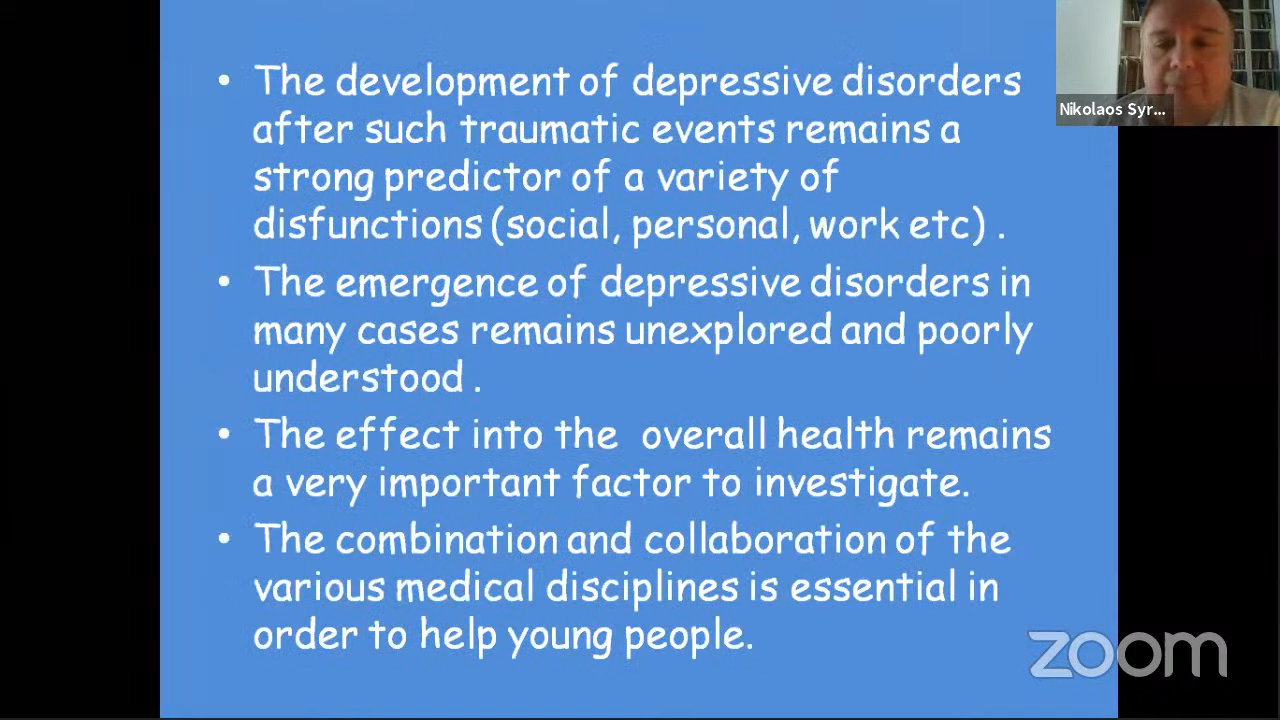 • The development of depressive disorders
after such traumatic events remains a
strong predictor of a variety of
disfunctions (social, personal, work etc) .
• The emergence of depressive disorders in
many cases remains unexplored and poorly
understood .
• The effect into the  overall health remains
a very important factor to investigate.
• The combination and collaboration of the
various medical disciplines is essential in
order to help young people.
Nikolaos Syr...
zoom